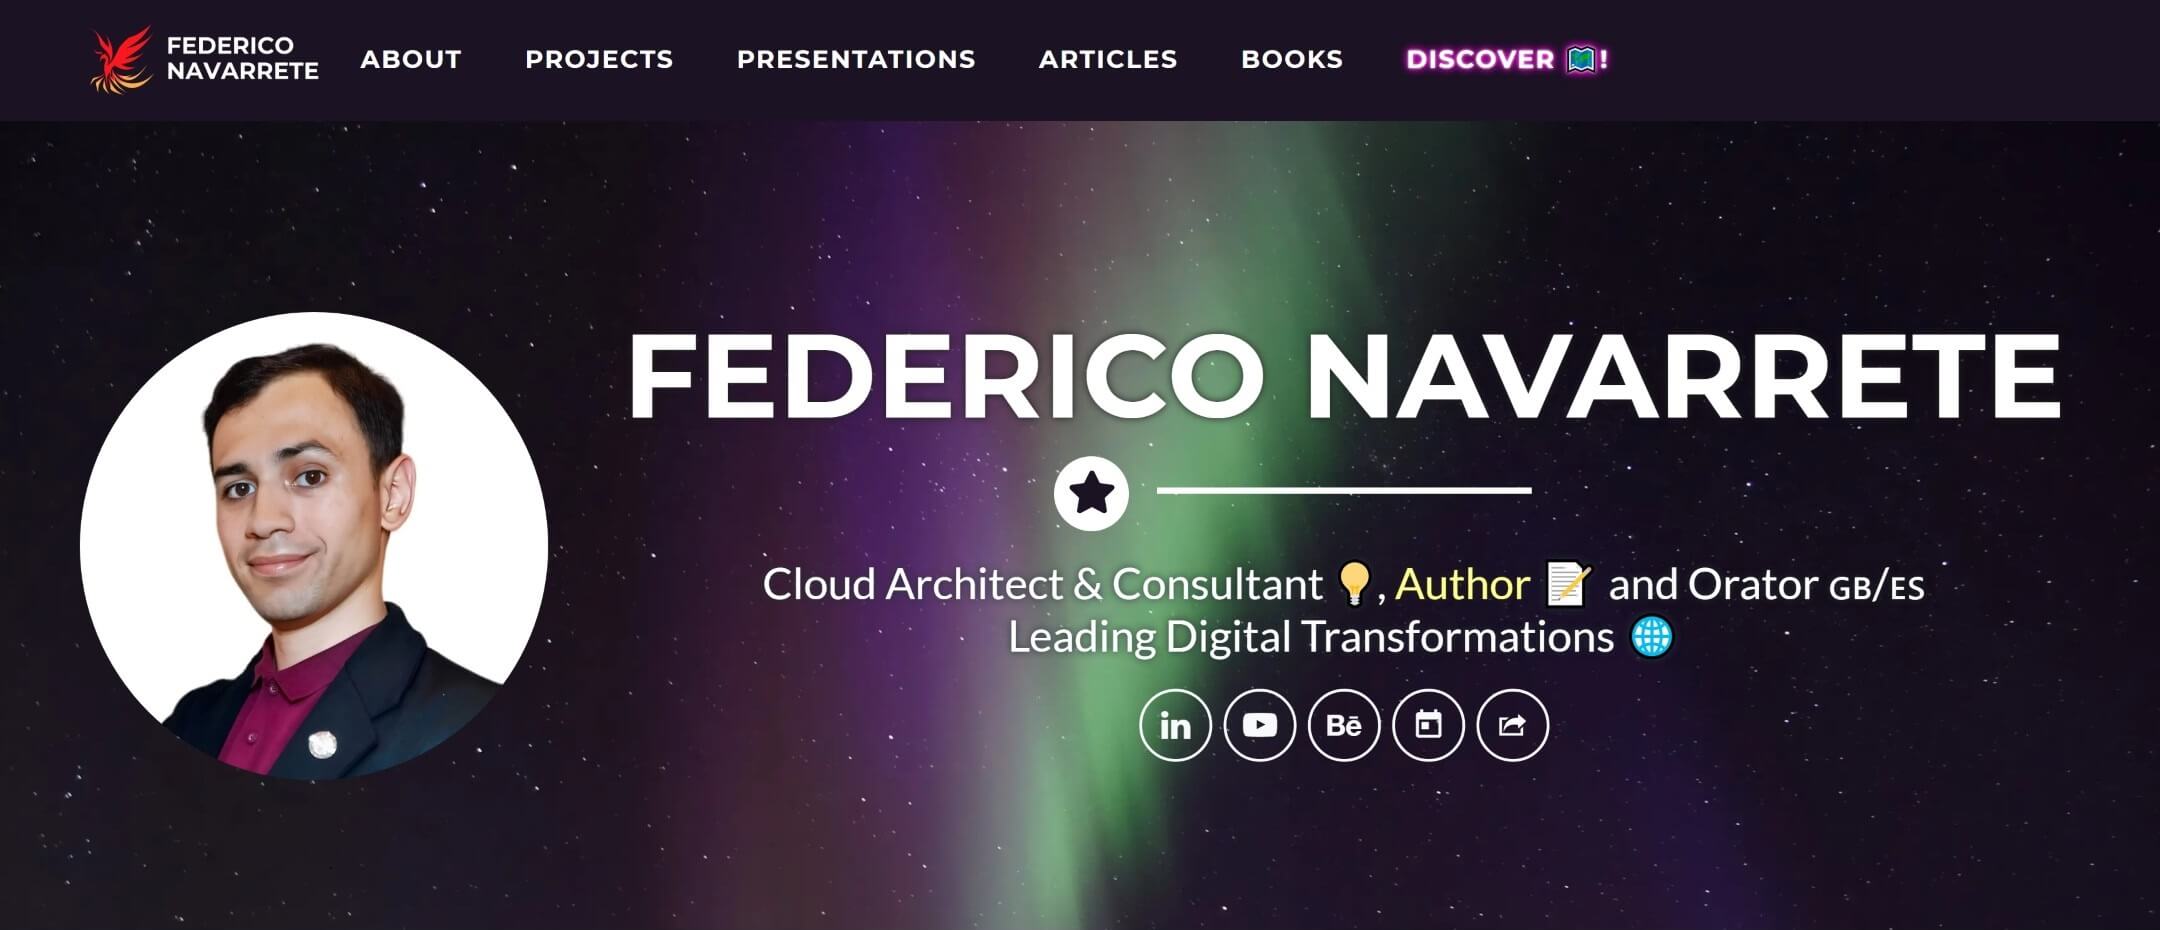 FEDERICO
NAVARRETE
ABOUT
PROJECTS
PRESENTATIONS
ARTICLES
BOOKS
DISCOVER 🗺️!
FEDERICO NAVARRETE
Cloud Architect & Consultant 💡, Author 📝 and Orator GB/ES
Leading Digital Transformations 🌐
in
Bē